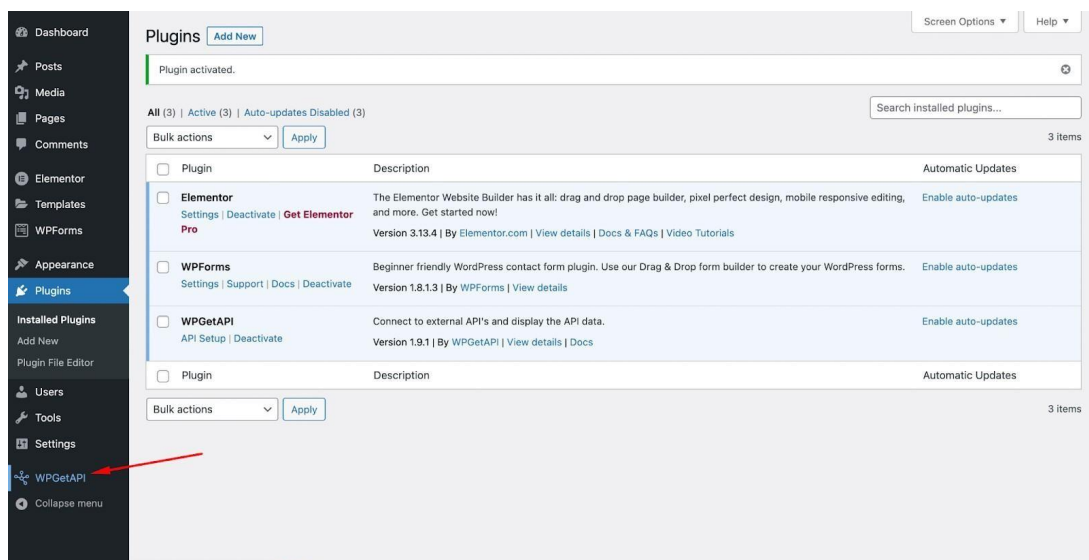 Dashboard
Posts
Media
Pages
Comments
Elementor
Templates
WPForms
Appearance
Plugins
Installed Plugins
Add New
Plugin File Editor
Users
Tools
Settings
WPGetAPI
Collapse menu
Screen Options ▼
Help ▼
Plugins Add New
Plugin activated.
All (3) | Active (3) | Auto-updates Disabled (3)
Search installed plugins...
Bulk actions Apply
3 items
Plugin Description Automatic Updates
Elementor
Settings | Deactivate | Get Elementor
Pro
The Elementor Website Builder has it all: drag and drop page builder, pixel perfect design, mobile responsive editing,
and more. Get started now!
Version 3.13.4 | By Elementor.com | View details | Docs & FAQs | Video Tutorials
Enable auto-updates
WPForms
Settings | Support | Docs | Deactivate
Beginner friendly WordPress contact form plugin. Use our Drag & Drop form builder to create your WordPress forms.
Version 1.8.1.3 | By WPForms | View details
Enable auto-updates
WPGetAPI
API Setup | Deactivate
Connect to external API's and display the API data.
Version 1.9.1 | By WPGetAPI | View details | Docs
Enable auto-updates
Plugin Description Automatic Updates
Bulk actions Apply
3 items